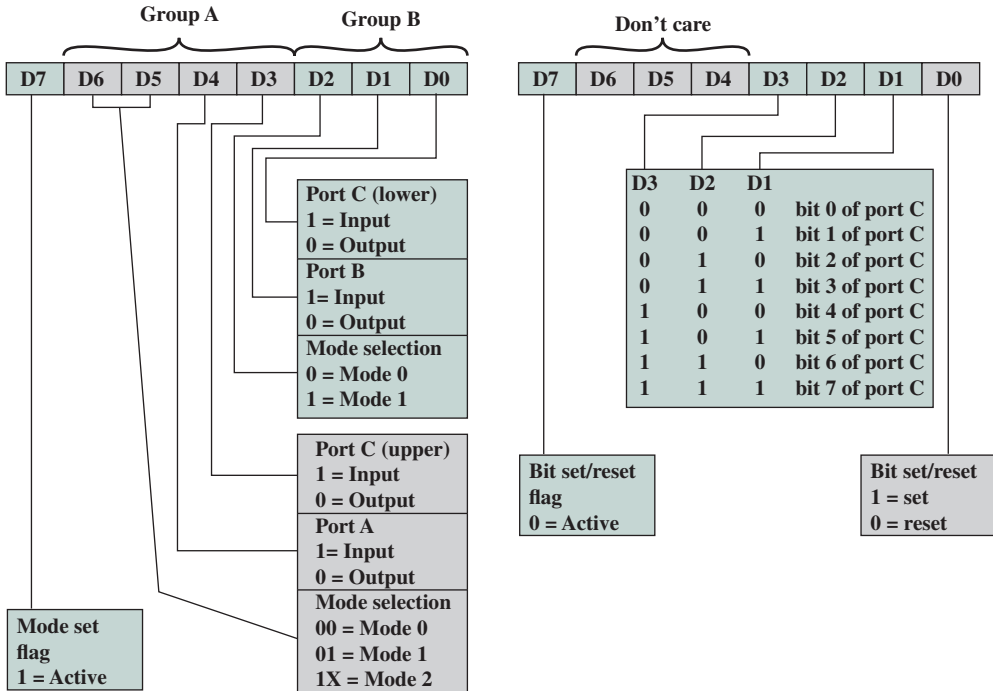 Group A Group B
D7 D6 D5 D4 D3 D2 D1 D0
Port C (lower)
1 = Input
0 = Output
Port B
1= Input
0 = Output
Mode selection
0 = Mode 0
1 = Mode 1
Port C (upper)
1 = Input
0 = Output
Port A
1= Input
0 = Output
Mode selection
00 = Mode 0
01 = Mode 1
1X = Mode 2
Mode set
flag
1 = Active
Don't care
D7 D6 D5 D4 D3 D2 D1 D0
D3 D2 D1
0 0 0 bit 0 of port C
0 0 1 bit 1 of port C
0 1 0 bit 2 of port C
0 1 1 bit 3 of port C
1 0 0 bit 4 of port C
1 0 1 bit 5 of port C
1 1 0 bit 6 of port C
1 1 1 bit 7 of port C
Bit set/reset
flag
0 = Active
Bit set/reset
1 = set
0 = reset